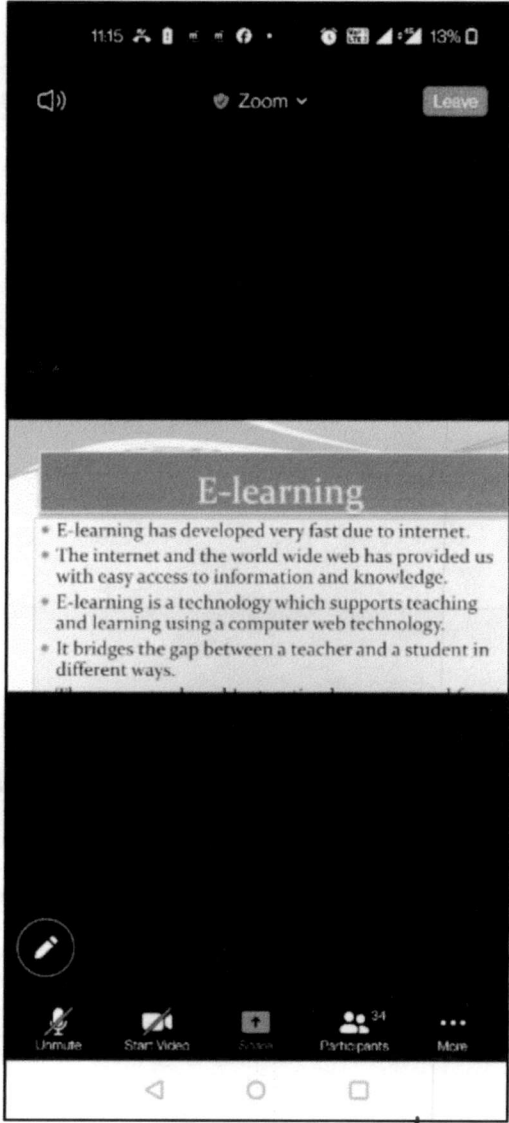 11:15 13%
Zoom Leave
E-learning
E-learning has developed very fast due to internet.
The internet and the world wide web has provided us
with easy access to information and knowledge.
E-learning is a technology which supports teaching
and learning using a computer web technology.
It bridges the gap between a teacher and a student in
different ways.
34
Unmute Start Video Share Participants More